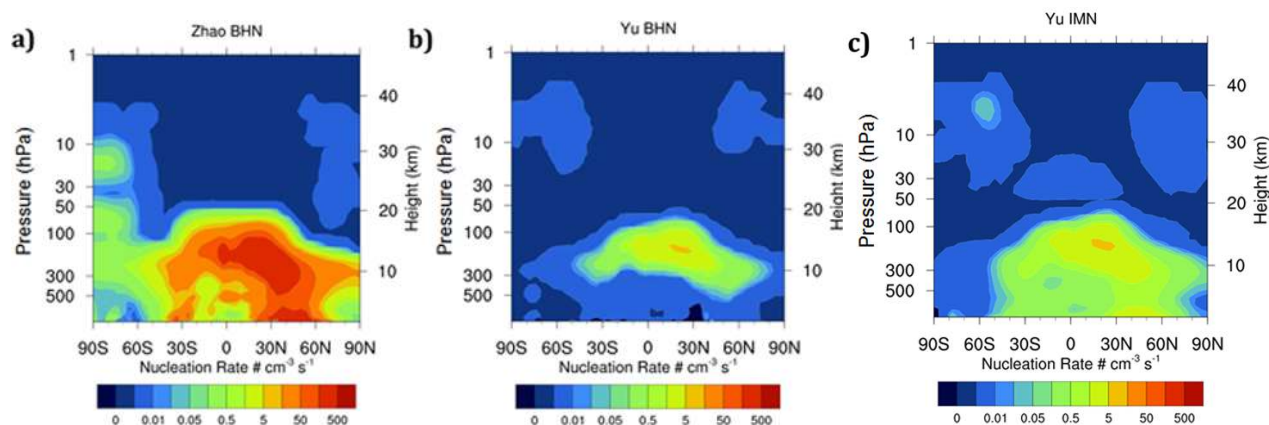 a)
Zhao BHN
1
10
30
50
100
300
500
Pressure (hPa)
40
30
20
10
Height (km)
90S 60S 30S 0 30N 60N 90N
Nucleation Rate # cm⁻³ s⁻¹
0 0.01 0.05 0.5 5 50 500
b)
Yu BHN
1
10
30
50
100
300
500
Pressure (hPa)
40
30
20
10
Height (km)
90S 60S 30S 0 30N 60N 90N
Nucleation Rate # cm⁻³ s⁻¹
0 0.01 0.05 0.5 5 50 500
c)
Yu IMN
1
10
30
50
100
300
500
Pressure (hPa)
40
30
20
10
Height (km)
90S 60S 30S 0 30N 60N 90N
Nucleation Rate # cm⁻³ s⁻¹
0 0.01 0.05 0.5 5 50 500